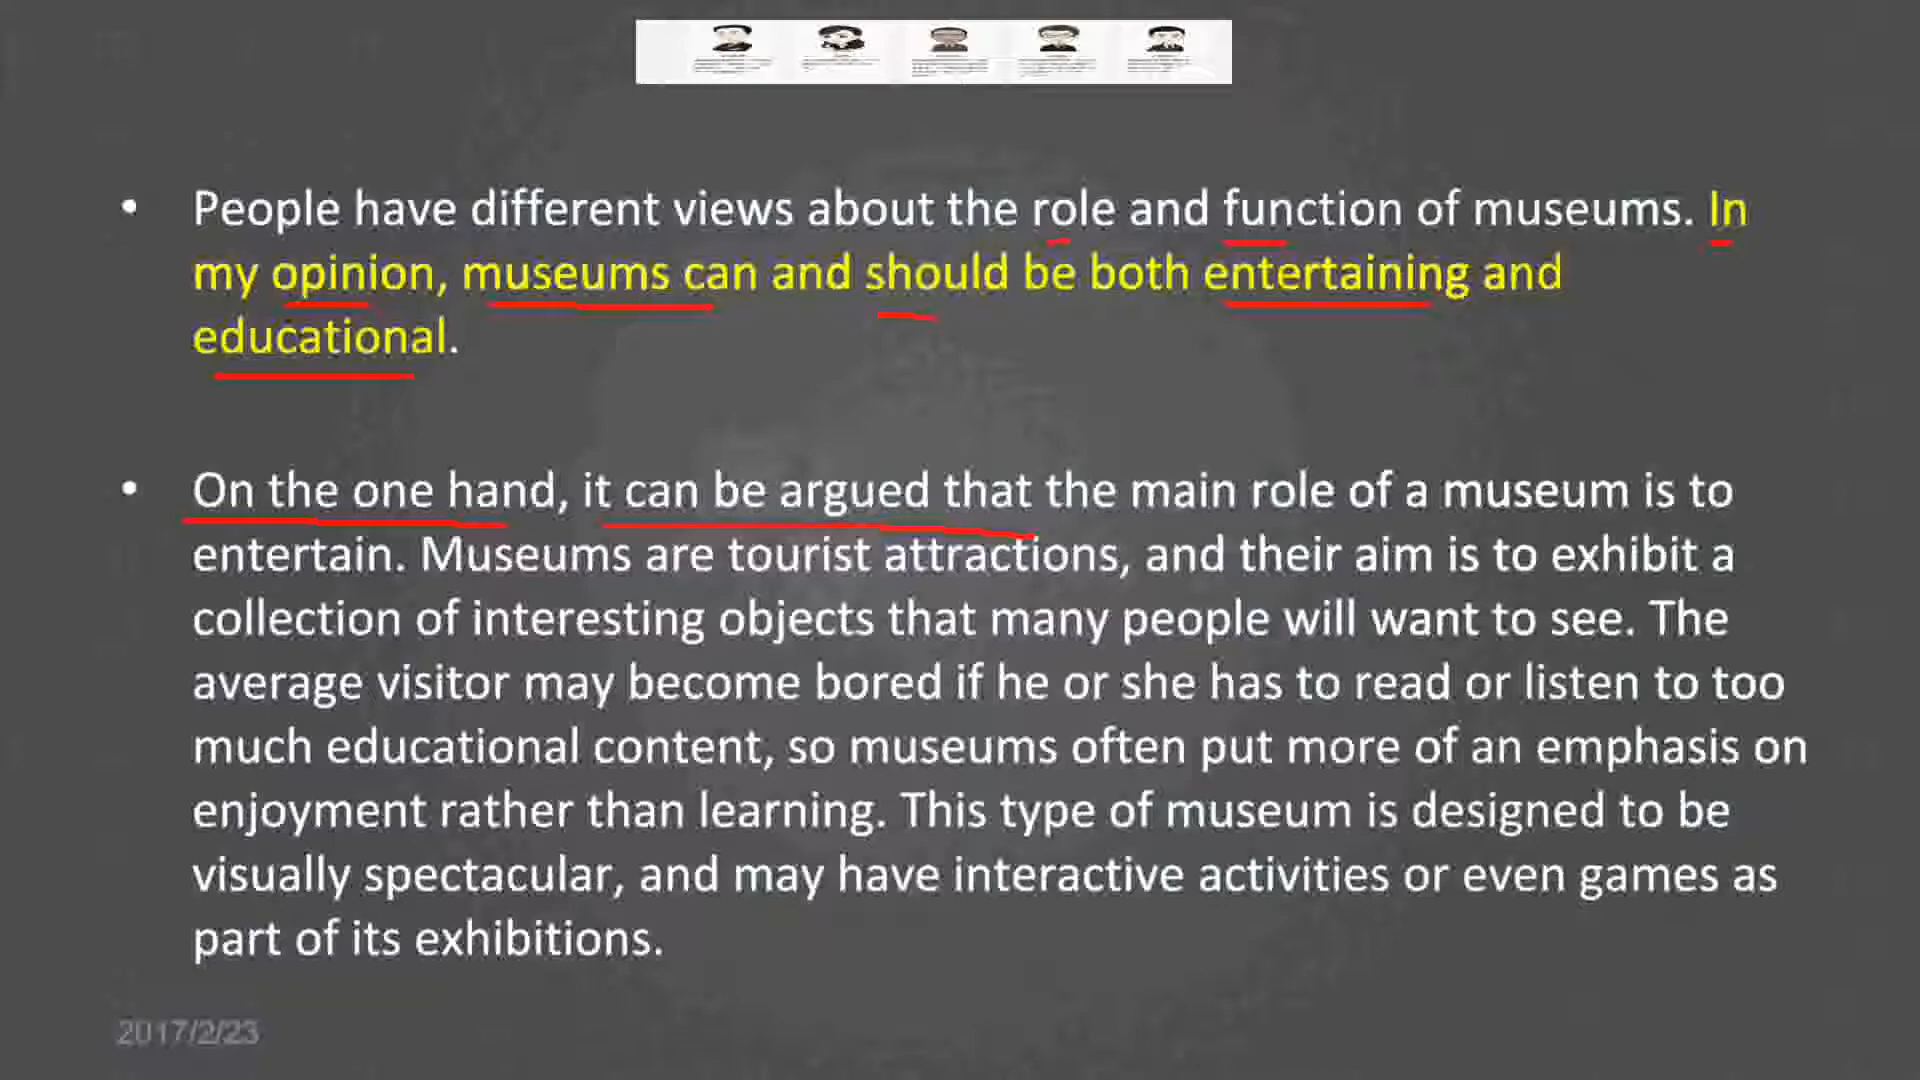 • People have different views about the role and function of museums. In
my opinion, museums can and should be both entertaining and
educational.
• On the one hand, it can be argued that the main role of a museum is to
entertain. Museums are tourist attractions, and their aim is to exhibit a
collection of interesting objects that many people will want to see. The
average visitor may become bored if he or she has to read or listen to too
much educational content, so museums often put more of an emphasis on
enjoyment rather than learning. This type of museum is designed to be
visually spectacular, and may have interactive activities or even games as
part of its exhibitions.
2017/2/23